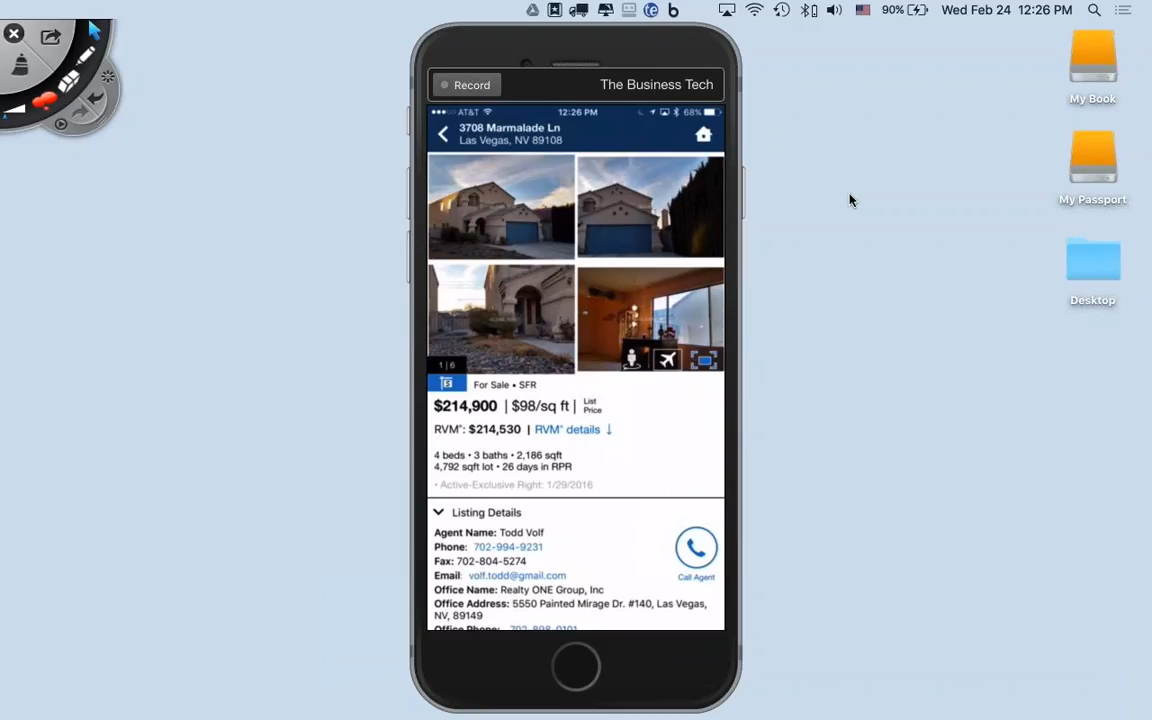 90%
Wed Feb 24 12:26 PM
My Book
My Passport
Desktop
Record
The Business Tech
AT&T
12:26 PM
68%
3708 Marmalade Ln
Las Vegas, NV 89108
1 | 6
For Sale • SFR
$214,900 | $98/sq ft | List Price
RVM®: $214,530 | RVM® details ↓
4 beds • 3 baths • 2,186 sqft
4,792 sqft lot • 26 days in RPR
• Active-Exclusive Right: 1/29/2016
Listing Details
Agent Name: Todd Volf
Phone: 702-994-9231
Fax: 702-804-5274
Email: volf.todd@gmail.com
Call Agent
Office Name: Realty ONE Group, Inc
Office Address: 5550 Painted Mirage Dr. #140, Las Vegas,
NV, 89149
Office Phone: 702-898-0101